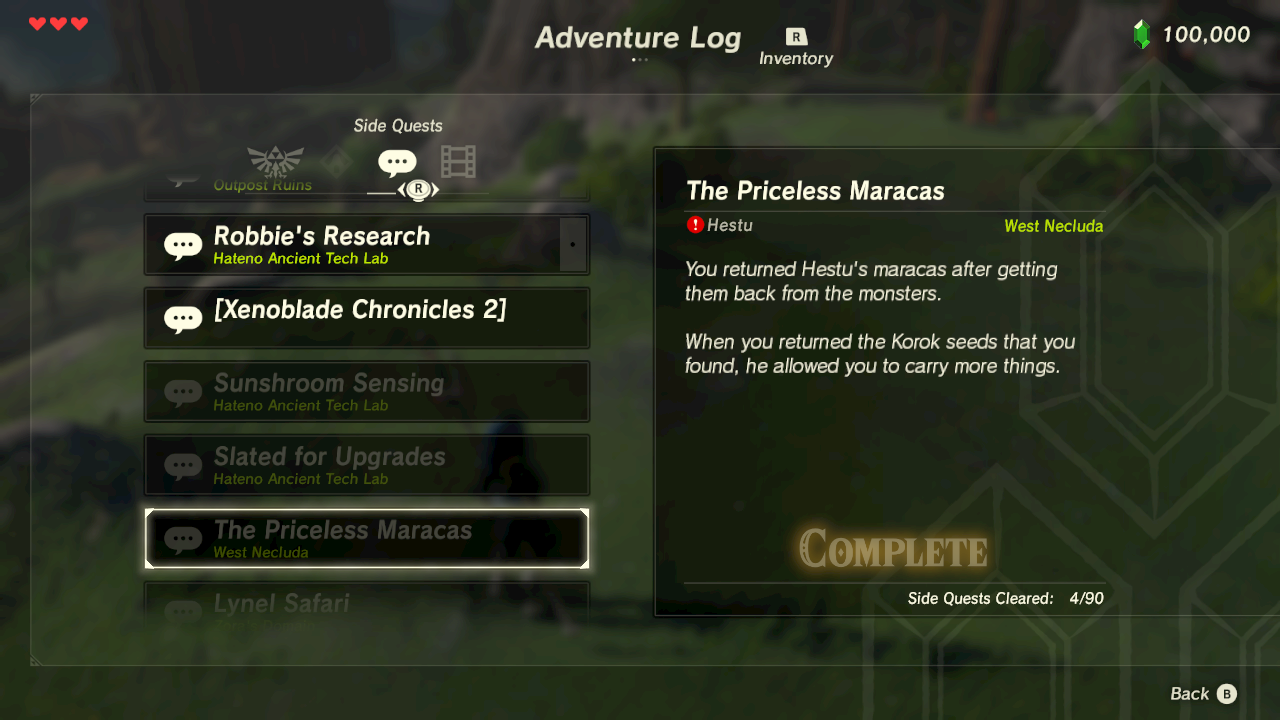 Adventure Log
R
Inventory
100,000
Side Quests
R
Outpost Ruins
Robbie's Research
Hateno Ancient Tech Lab
[Xenoblade Chronicles 2]
Sunshroom Sensing
Hateno Ancient Tech Lab
Slated for Upgrades
Hateno Ancient Tech Lab
The Priceless Maracas
West Necluda
Lynel Safari
The Priceless Maracas
! Hestu
West Necluda
You returned Hestu's maracas after getting
them back from the monsters.
When you returned the Korok seeds that you
found, he allowed you to carry more things.
COMPLETE
Side Quests Cleared: 4/90
Back B